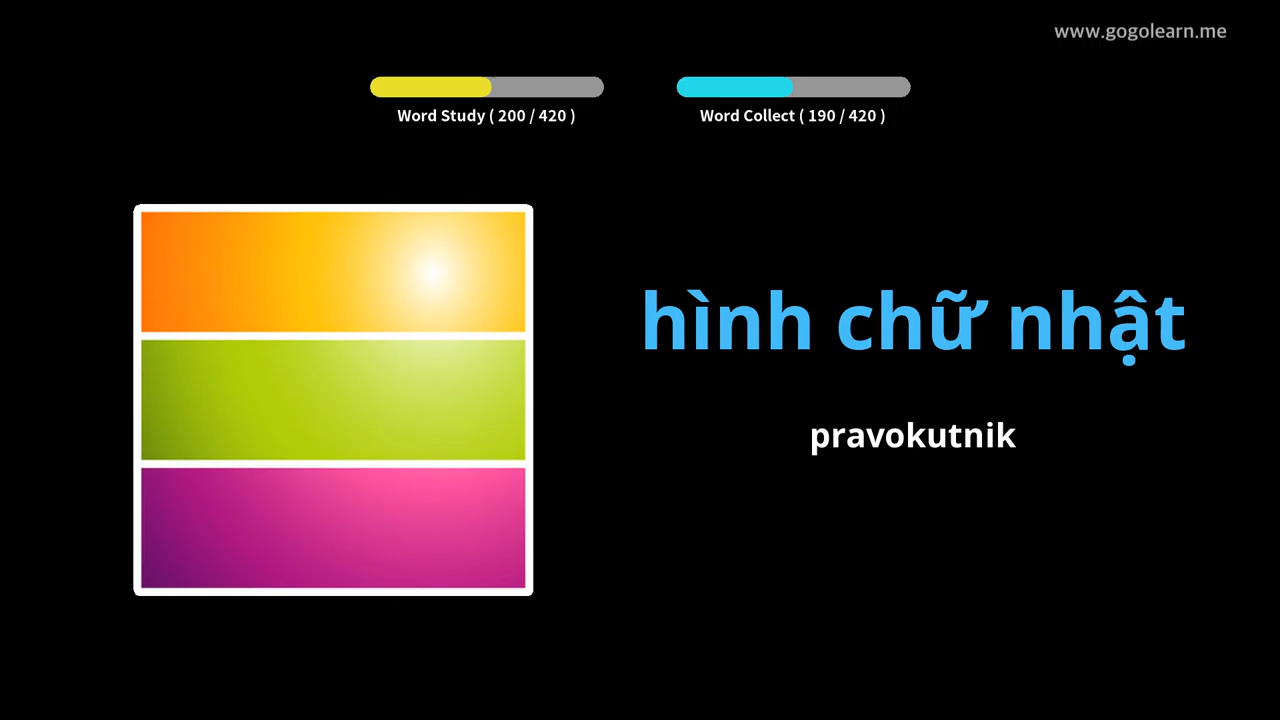 www.gogolearn.me
Word Study ( 200 / 420 )
Word Collect ( 190 / 420 )
hình chữ nhật
pravokutnik